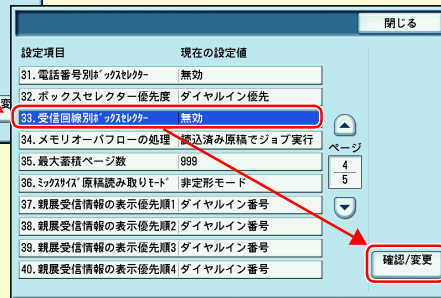 閉じる
設定項目 現在の設定値
31.電話番号別ﾎﾞｯｸｽｾﾚｸﾀｰ 無効
32.ボックスセレクター優先度 ダイヤルイン優先
変
33.受信回線別ﾎﾞｯｸｽｾﾚｸﾀｰ 無効
34.メモリオーバフローの処理 読込済み原稿でジョブ実行
ページ
35.最大蓄積ページ数 999
4
36.ﾐｯｸｽｻｲｽﾞ原稿読み取りﾓｰﾄﾞ 非定形モード
5
37.親展受信情報の表示優先順1 ダイヤルイン番号
38.親展受信情報の表示優先順2 ダイヤルイン番号
39.親展受信情報の表示優先順3 ダイヤルイン番号
確認/変更
40.親展受信情報の表示優先順4 ダイヤルイン番号